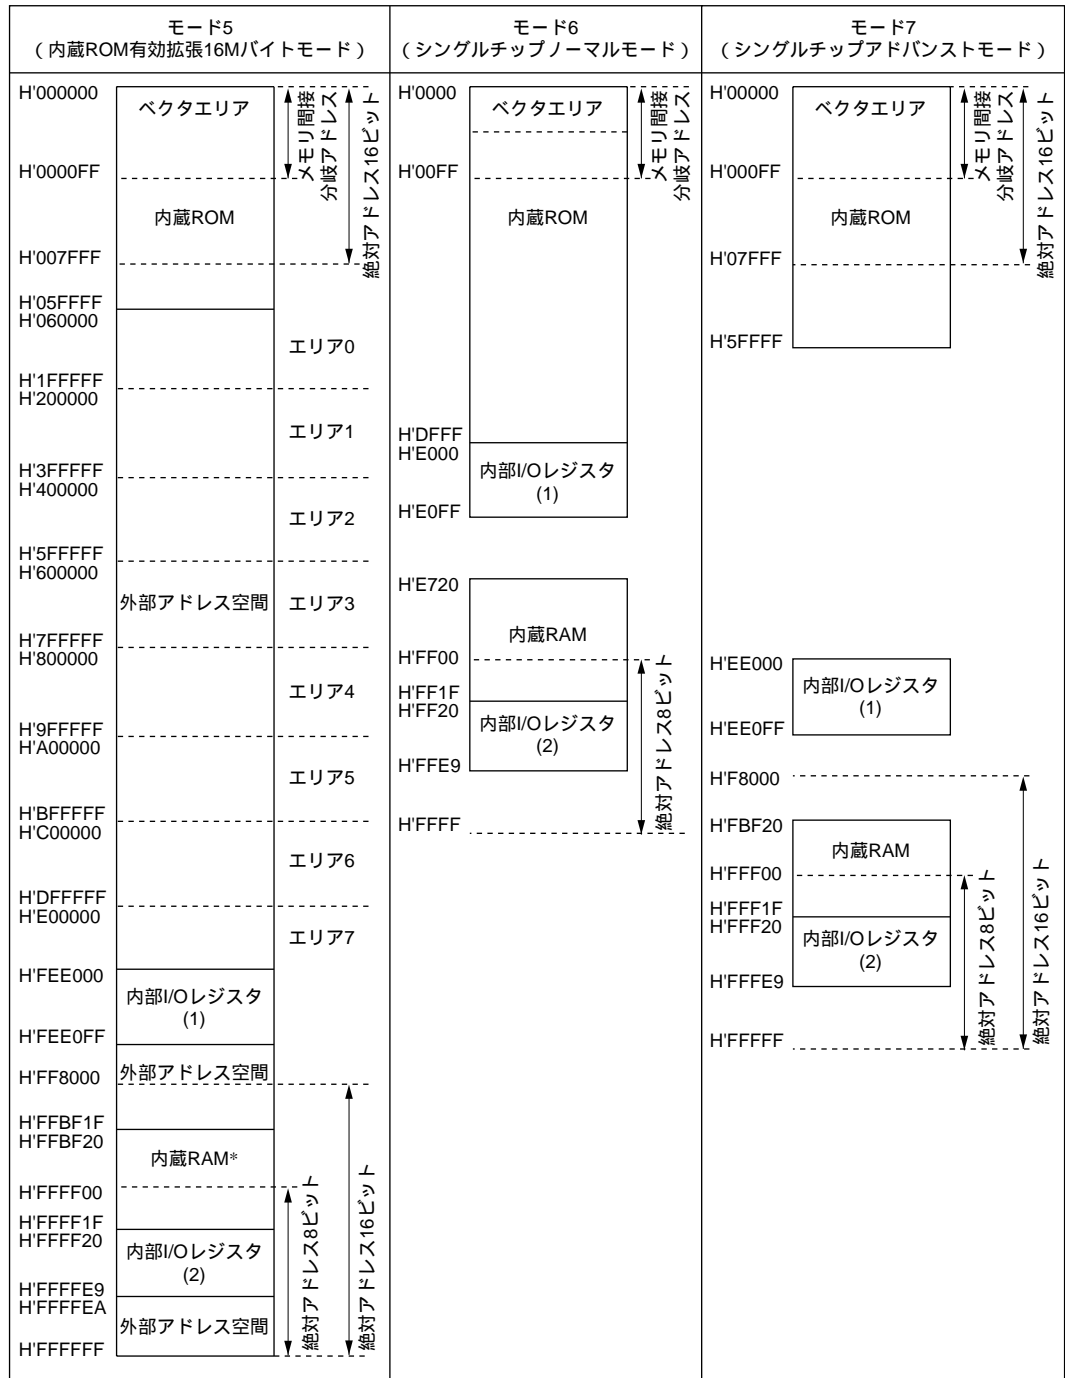 モード5
(内蔵ROM有効拡張16Mバイトモード)
H'000000
ベクタエリア
メモリ間接
分岐アドレス
絶対アドレス16ビット
H'0000FF
内蔵ROM
H'007FFF
H'05FFFF
H'060000
エリア0
H'1FFFFF
H'200000
エリア1
H'3FFFFF
H'400000
エリア2
H'5FFFFF
H'600000
外部アドレス空間
エリア3
H'7FFFFF
H'800000
エリア4
H'9FFFFF
H'A00000
エリア5
H'BFFFFF
H'C00000
エリア6
H'DFFFFF
H'E00000
エリア7
H'FEE000
内部I/Oレジスタ
(1)
H'FEE0FF
外部アドレス空間
H'FF8000
H'FFBF1F
H'FFBF20
内蔵RAM*
H'FFFF00
H'FFFF1F
H'FFFF20
内部I/Oレジスタ
(2)
H'FFFFE9
H'FFFFEA
外部アドレス空間
H'FFFFFF
絶対アドレス8ビット
絶対アドレス16ビット
モード6
(シングルチップノーマルモード)
H'0000
ベクタエリア
メモリ間接
分岐アドレス
H'00FF
内蔵ROM
H'DFFF
H'E000
内部I/Oレジスタ
(1)
H'E0FF
H'E720
内蔵RAM
H'FF00
H'FF1F
H'FF20
内部I/Oレジスタ
(2)
H'FFE9
H'FFFF
絶対アドレス8ビット
モード7
(シングルチップアドバンストモード)
H'00000
ベクタエリア
メモリ間接
分岐アドレス
絶対アドレス16ビット
H'000FF
内蔵ROM
H'07FFF
H'5FFFF
H'EE000
内部I/Oレジスタ
(1)
H'EE0FF
H'F8000
H'FBF20
内蔵RAM
H'FFF00
H'FFF1F
H'FFF20
内部I/Oレジスタ
(2)
H'FFFE9
H'FFFFF
絶対アドレス8ビット
絶対アドレス16ビット